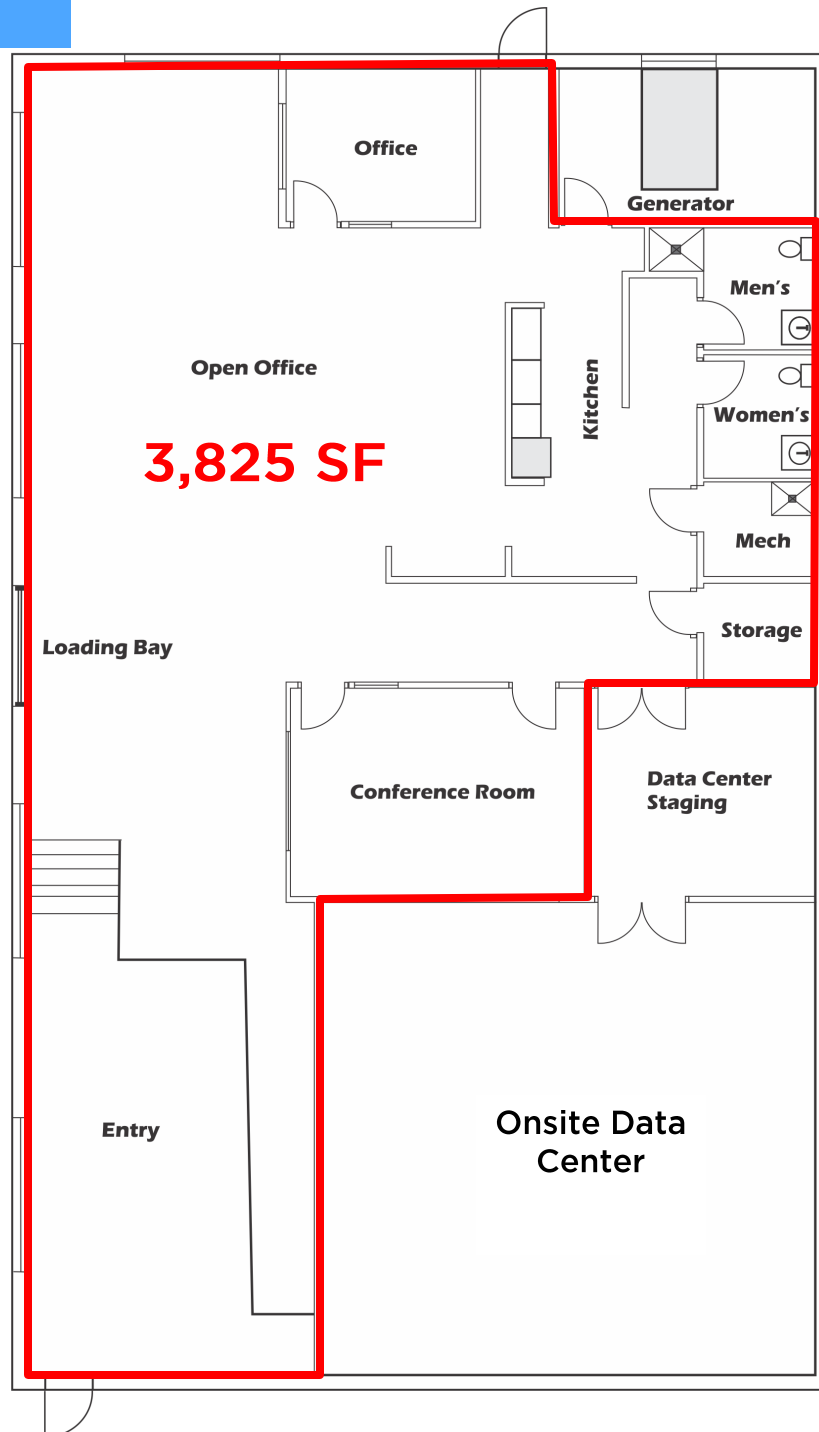 Office
Generator
Men's
Open Office
Kitchen
Women's
3,825 SF
Mech
Storage
Loading Bay
Data Center
Staging
Conference Room
Onsite Data
Center
Entry